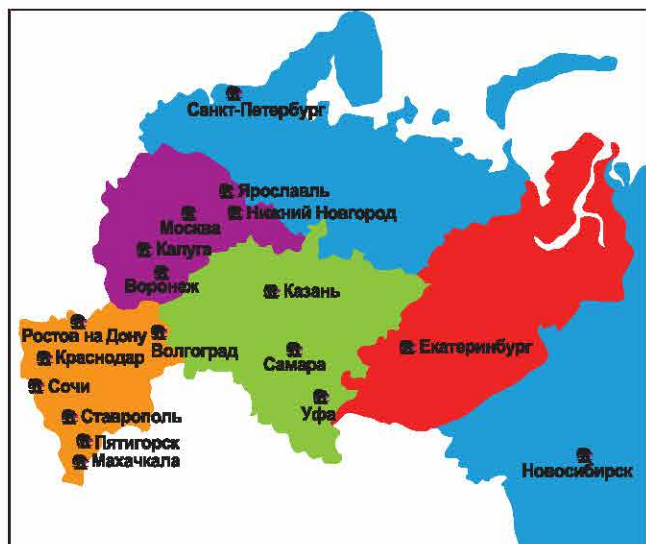 Санкт-Петербург
Ярославль
Нижний Новгород
Москва
Калуга
Воронеж
Казань
Ростов на Дону
Волгоград
Краснодар
Самара
Екатеринбург
Сочи
Уфа
Ставрополь
Пятигорск
Махачкала
Новосибирск